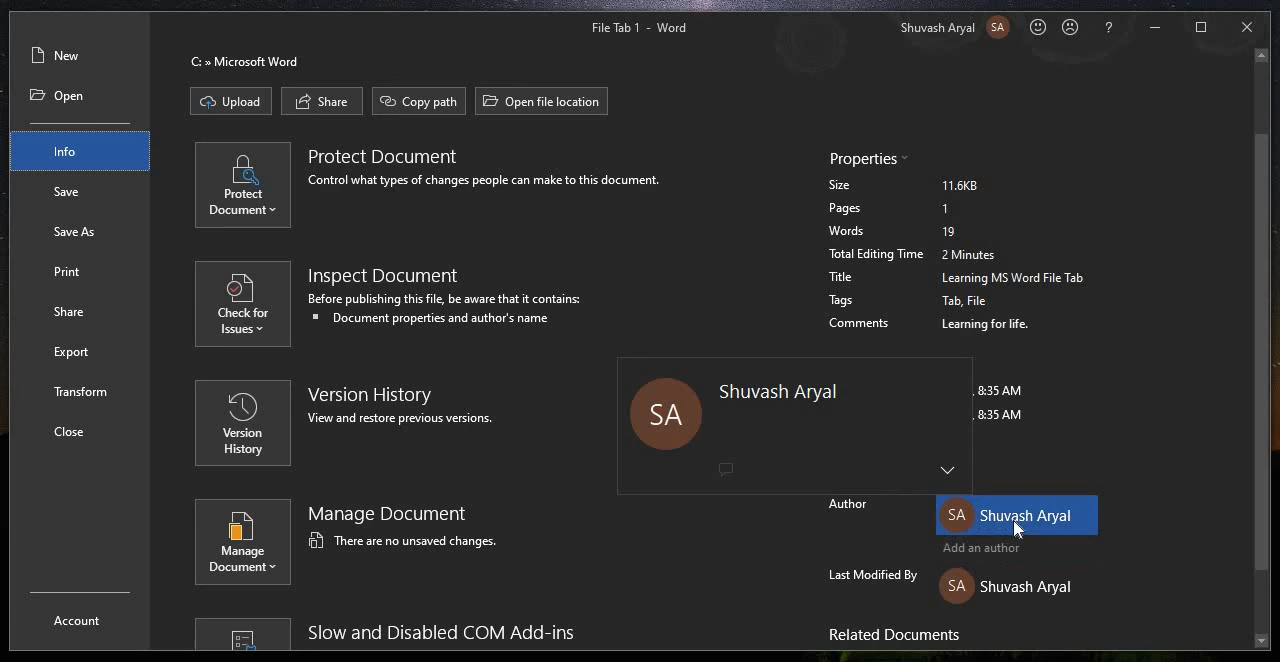 File Tab 1 - Word
Shuvash Aryal SA ?
New
Open
Info
Save
Save As
Print
Share
Export
Transform
Close
Account
C: » Microsoft Word
Upload Share Copy path Open file location
Protect Document
Protect Document
Control what types of changes people can make to this document.
Check for Issues
Inspect Document
Before publishing this file, be aware that it contains:
Document properties and author's name
Version History
Version History
View and restore previous versions.
Manage Document
Manage Document
There are no unsaved changes.
Slow and Disabled COM Add-ins
Properties
Size 11.6KB
Pages 1
Words 19
Total Editing Time 2 Minutes
Title Learning MS Word File Tab
Tags Tab, File
Comments Learning for life.
, 8:35 AM
, 8:35 AM
SA Shuvash Aryal
Author SA Shuvash Aryal
Add an author
Last Modified By SA Shuvash Aryal
Related Documents